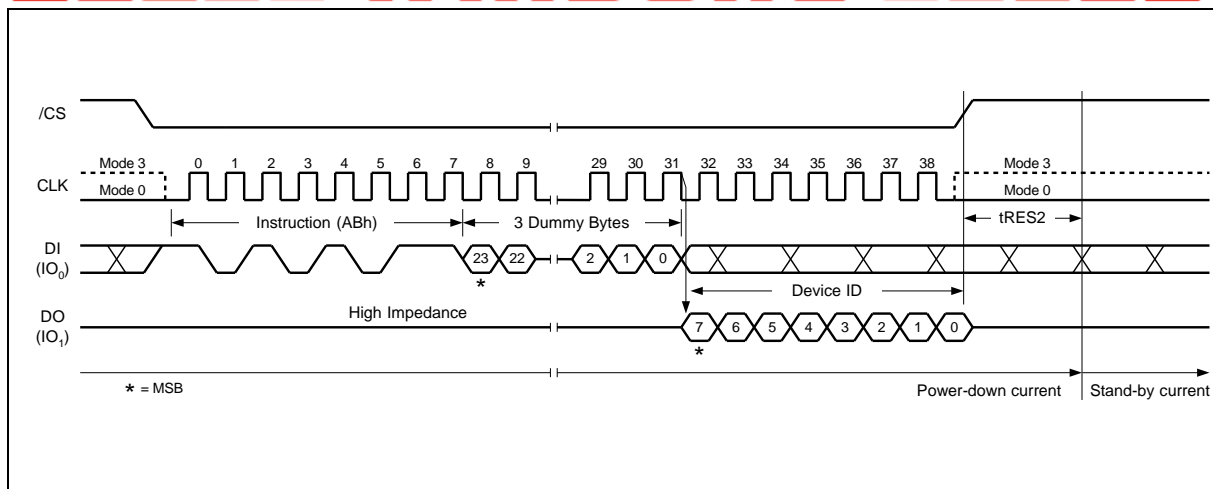 /CS
Mode 3 0 1 2 3 4 5 6 7 8 9 29 30 31 32 33 34 35 36 37 38 Mode 3
CLK Mode 0 Mode 0
Instruction (ABh) 3 Dummy Bytes tRES2
DI
(IO0) 23 22 2 1 0
*
Device ID
DO High Impedance
(IO1) 7 6 5 4 3 2 1 0
*
* = MSB
Power-down current Stand-by current